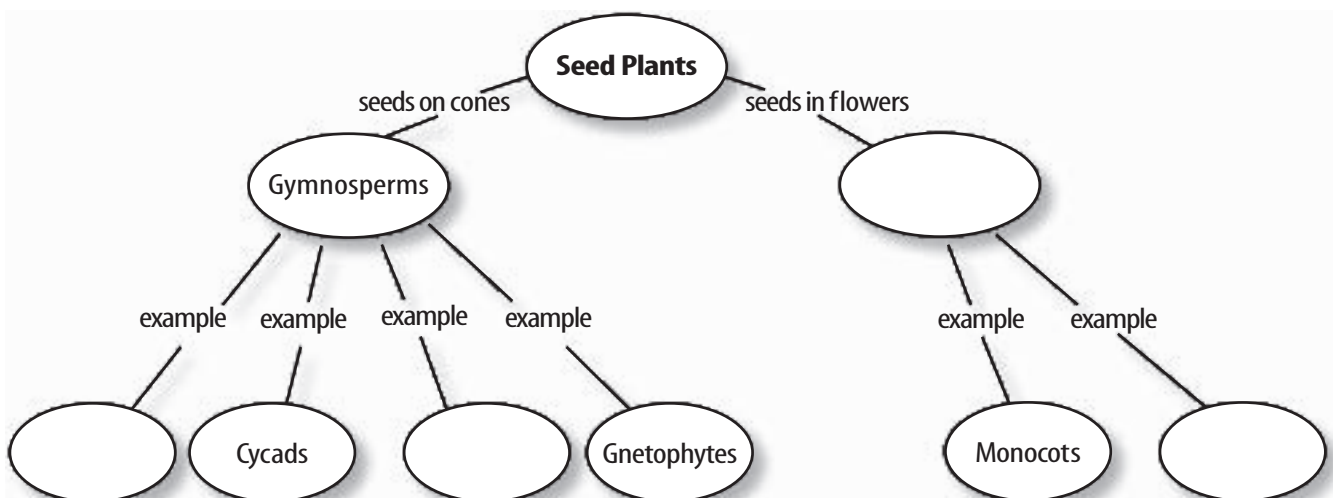 Seed Plants
seeds on cones
seeds in flowers
Gymnosperms
example
example
example
example
example
example
Cycads
Gnetophytes
Monocots